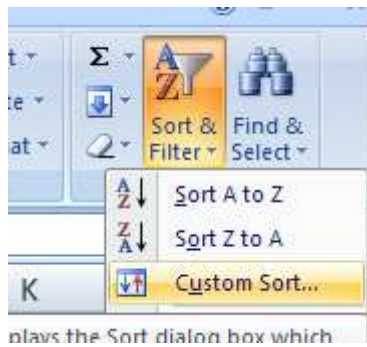 Σ
Sort & Find &
Filter Select
A
Z Sort A to Z
Z
A Sort Z to A
Custom Sort...
K
plays the Sort dialog box which